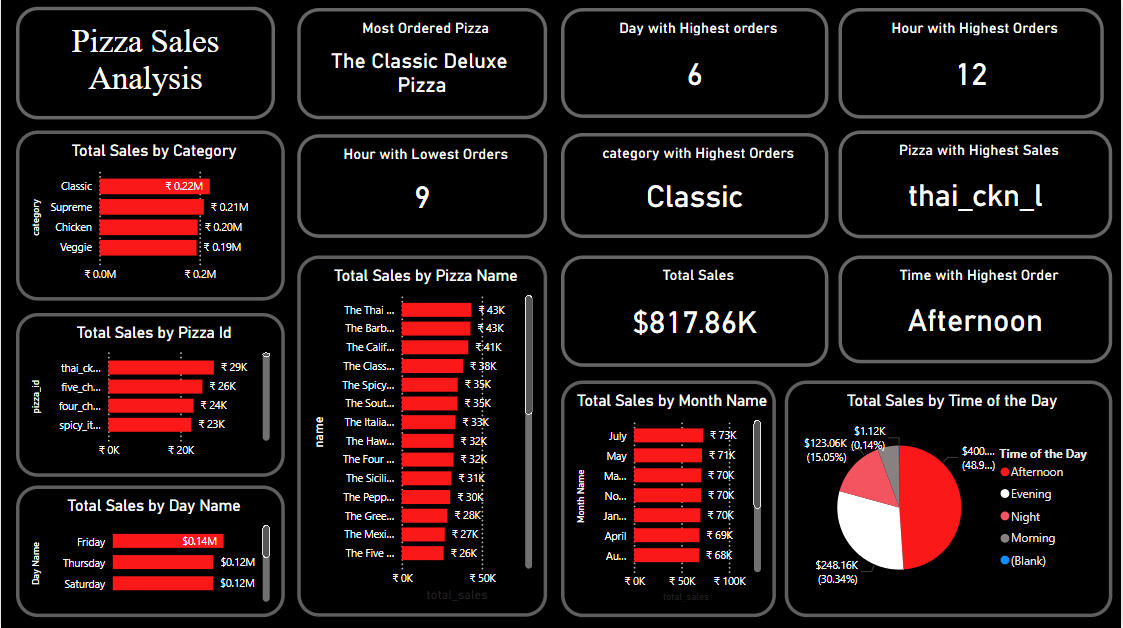 Pizza Sales
Analysis
Most Ordered Pizza
The Classic Deluxe
Pizza
Day with Highest orders
6
Hour with Highest Orders
12
Total Sales by Category
category
Classic ₹ 0.22M
Supreme ₹ 0.21M
Chicken ₹ 0.20M
Veggie ₹ 0.19M
₹ 0.0M ₹ 0.2M
Hour with Lowest Orders
9
category with Highest Orders
Classic
Pizza with Highest Sales
thai_ckn_l
Total Sales by Pizza Id
pizza_id
thai_ck... ₹ 29K
five_ch... ₹ 26K
four_ch... ₹ 24K
spicy_it... ₹ 23K
₹ 0K ₹ 20K
Total Sales by Day Name
Day Name
Friday $0.14M
Thursday $0.12M
Saturday $0.12M
Total Sales by Pizza Name
name
The Thai ... ₹ 43K
The Barb... ₹ 43K
The Calif... ₹ 41K
The Class... ₹ 38K
The Spicy... ₹ 35K
The Sout... ₹ 35K
The Italia... ₹ 33K
The Haw... ₹ 32K
The Four ... ₹ 32K
The Sicili... ₹ 31K
The Pepp... ₹ 30K
The Gree... ₹ 28K
The Mexi... ₹ 27K
The Five ... ₹ 26K
₹ 0K ₹ 50K
total_sales
Total Sales
$817.86K
Time with Highest Order
Afternoon
Total Sales by Month Name
Month Name
July ₹ 73K
May ₹ 71K
Ma... ₹ 70K
No... ₹ 70K
Jan... ₹ 70K
April ₹ 69K
Au... ₹ 68K
₹ 0K ₹ 50K ₹ 100K
total_sales
Total Sales by Time of the Day
$1.12K
(0.14%)
$123.06K
(15.05%)
$400....
(48.9...)
$248.16K
(30.34%)
Time of the Day
Afternoon
Evening
Night
Morning
(Blank)